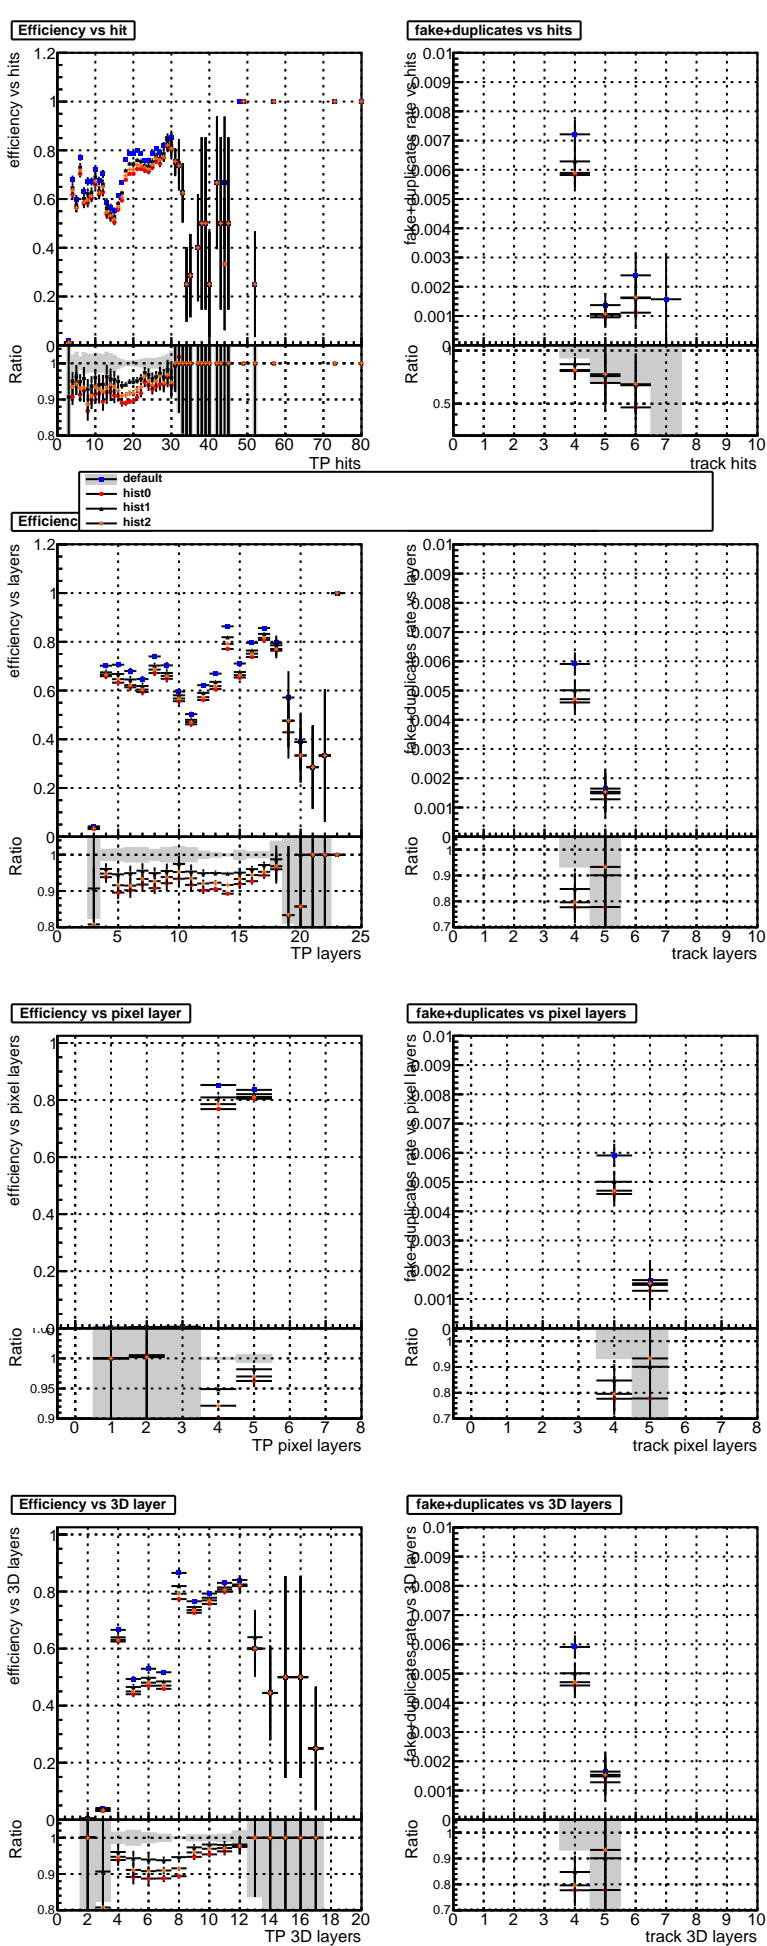 Efficiency vs hit
efficiency vs hits
1.2
1
0.8
0.6
0.4
0.2
0
Ratio
1
0.9
0.8
0 10 20 30 40 50 60 70 80
TP hits
fake+duplicates vs hits
fake+duplicates rate vs hits
0.01
0.009
0.008
0.007
0.006
0.005
0.004
0.003
0.002
0.001
0
Ratio
0.5
0 1 2 3 4 5 6 7 8 9 10
track hits
default
hist0
hist1
hist2
Efficienc
efficiency vs layers
1.2
1
0.8
0.6
0.4
0.2
0
Ratio
1
0.9
0.8
0 5 10 15 20 25
TP layers
fake+duplicates rate vs layers
0.01
0.009
0.008
0.007
0.006
0.005
0.004
0.003
0.002
0.001
0
Ratio
1
0.9
0.8
0.7
0 1 2 3 4 5 6 7 8 9 10
track layers
Efficiency vs pixel layer
efficiency vs pixel layers
1
0.8
0.6
0.4
0.2
0
Ratio
1
0.95
0.9
0 1 2 3 4 5 6 7 8
TP pixel layers
fake+duplicates vs pixel layers
fake+duplicates rate vs pixel layers
0.01
0.009
0.008
0.007
0.006
0.005
0.004
0.003
0.002
0.001
0
Ratio
1
0.9
0.8
0.7
0 1 2 3 4 5 6 7 8
track pixel layers
Efficiency vs 3D layer
efficiency vs 3D layers
1
0.8
0.6
0.4
0.2
0
Ratio
1
0.9
0.8
0 2 4 6 8 10 12 14 16 18 20
TP 3D layers
fake+duplicates vs 3D layers
fake+duplicates rate vs 3D layers
0.01
0.009
0.008
0.007
0.006
0.005
0.004
0.003
0.002
0.001
0
Ratio
1
0.9
0.8
0.7
0 1 2 3 4 5 6 7 8 9 10
track 3D layers